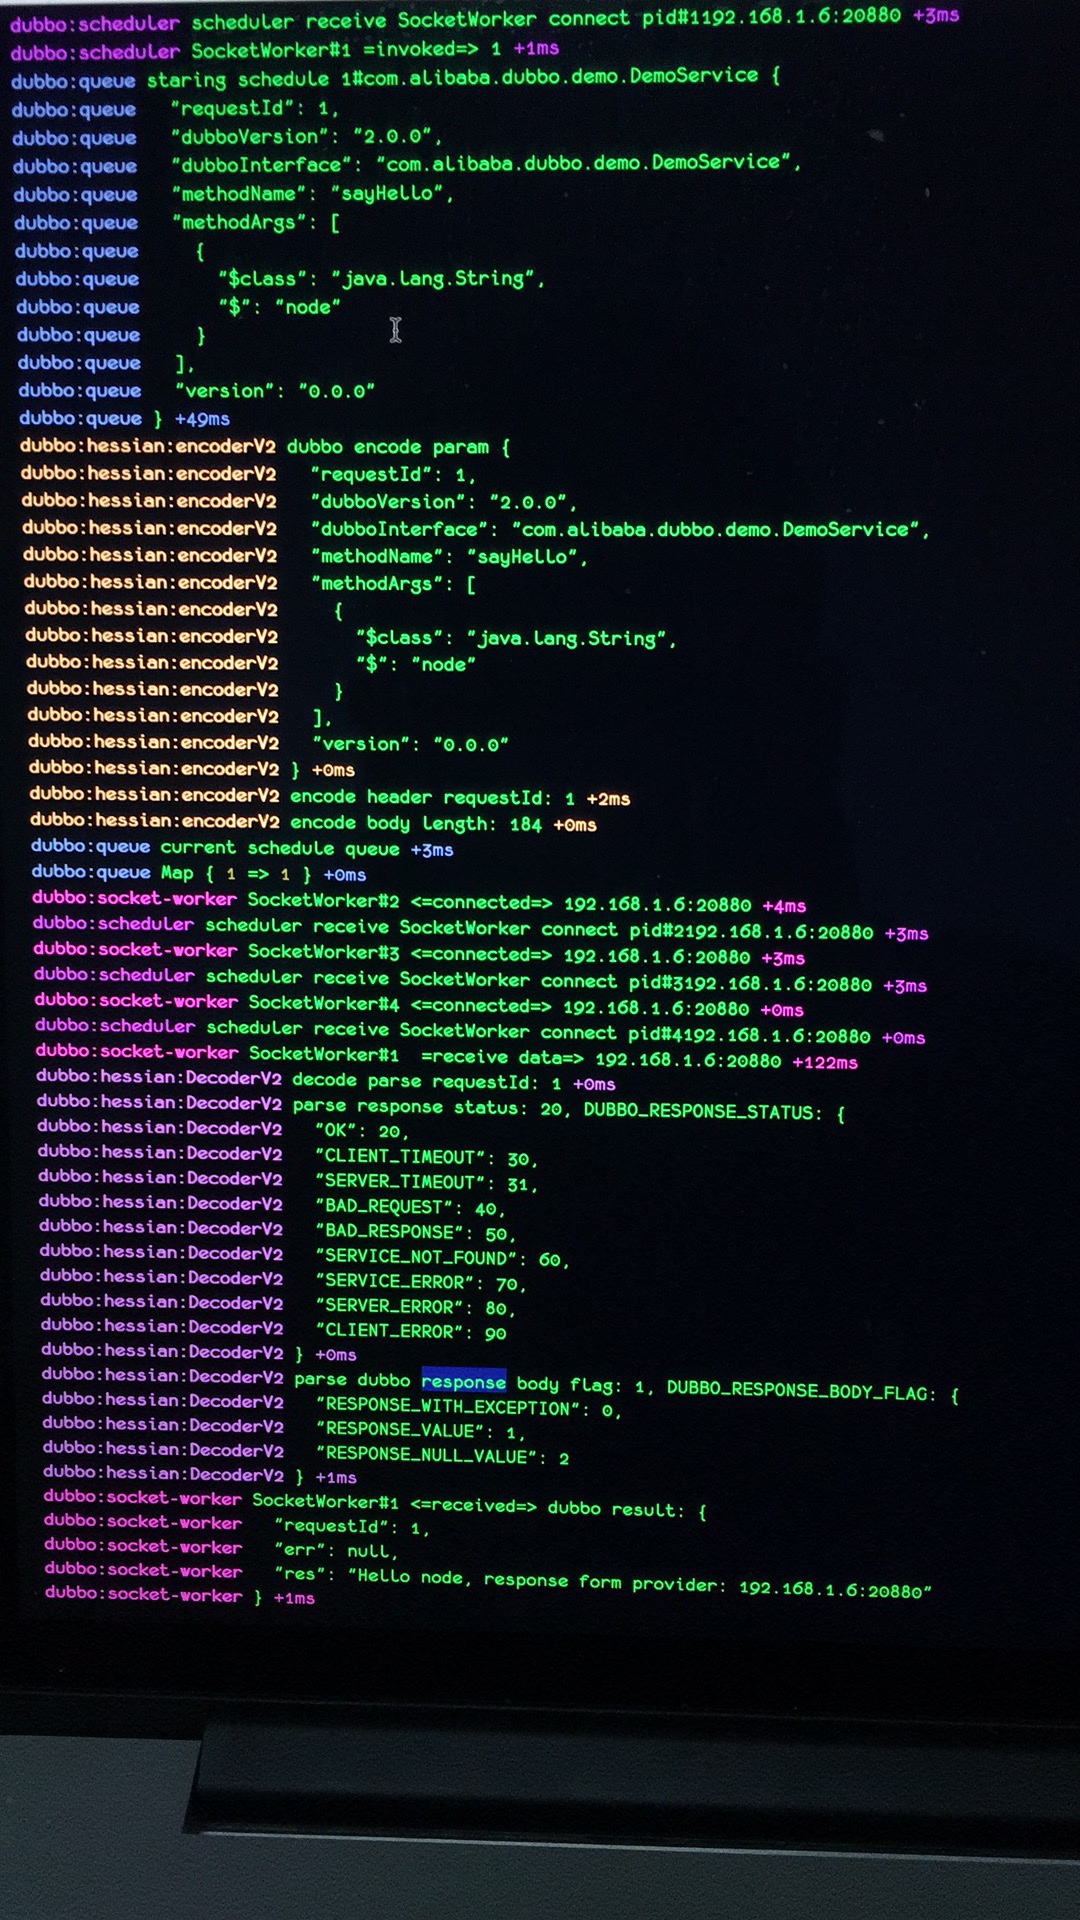 dubbo:scheduler scheduler receive SocketWorker connect pid#1192.168.1.6:20880 +3ms
dubbo:scheduler SocketWorker#1 =invoked=> 1 +1ms
dubbo:queue staring schedule 1#com.alibaba.dubbo.demo.DemoService {
dubbo:queue   "requestId": 1,
dubbo:queue   "dubboVersion": "2.0.0",
dubbo:queue   "dubboInterface": "com.alibaba.dubbo.demo.DemoService",
dubbo:queue   "methodName": "sayHello",
dubbo:queue   "methodArgs": [
dubbo:queue     {
dubbo:queue       "$class": "java.lang.String",
dubbo:queue       "$": "node"
dubbo:queue     }
dubbo:queue   ],
dubbo:queue   "version": "0.0.0"
dubbo:queue } +49ms
dubbo:hessian:encoderV2 dubbo encode param {
dubbo:hessian:encoderV2   "requestId": 1,
dubbo:hessian:encoderV2   "dubboVersion": "2.0.0",
dubbo:hessian:encoderV2   "dubboInterface": "com.alibaba.dubbo.demo.DemoService",
dubbo:hessian:encoderV2   "methodName": "sayHello",
dubbo:hessian:encoderV2   "methodArgs": [
dubbo:hessian:encoderV2     {
dubbo:hessian:encoderV2       "$class": "java.lang.String",
dubbo:hessian:encoderV2       "$": "node"
dubbo:hessian:encoderV2     }
dubbo:hessian:encoderV2   ],
dubbo:hessian:encoderV2   "version": "0.0.0"
dubbo:hessian:encoderV2 } +0ms
dubbo:hessian:encoderV2 encode header requestId: 1 +2ms
dubbo:hessian:encoderV2 encode body length: 184 +0ms
dubbo:queue current schedule queue +3ms
dubbo:queue Map { 1 => 1 } +0ms
dubbo:socket-worker SocketWorker#2 <=connected=> 192.168.1.6:20880 +4ms
dubbo:scheduler scheduler receive SocketWorker connect pid#2192.168.1.6:20880 +3ms
dubbo:socket-worker SocketWorker#3 <=connected=> 192.168.1.6:20880 +3ms
dubbo:scheduler scheduler receive SocketWorker connect pid#3192.168.1.6:20880 +3ms
dubbo:socket-worker SocketWorker#4 <=connected=> 192.168.1.6:20880 +0ms
dubbo:scheduler scheduler receive SocketWorker connect pid#4192.168.1.6:20880 +0ms
dubbo:socket-worker SocketWorker#1  =receive data=> 192.168.1.6:20880 +122ms
dubbo:hessian:DecoderV2 decode parse requestId: 1 +0ms
dubbo:hessian:DecoderV2 parse response status: 20, DUBBO_RESPONSE_STATUS: {
dubbo:hessian:DecoderV2   "OK": 20,
dubbo:hessian:DecoderV2   "CLIENT_TIMEOUT": 30,
dubbo:hessian:DecoderV2   "SERVER_TIMEOUT": 31,
dubbo:hessian:DecoderV2   "BAD_REQUEST": 40,
dubbo:hessian:DecoderV2   "BAD_RESPONSE": 50,
dubbo:hessian:DecoderV2   "SERVICE_NOT_FOUND": 60,
dubbo:hessian:DecoderV2   "SERVICE_ERROR": 70,
dubbo:hessian:DecoderV2   "SERVER_ERROR": 80,
dubbo:hessian:DecoderV2   "CLIENT_ERROR": 90
dubbo:hessian:DecoderV2 } +0ms
dubbo:hessian:DecoderV2 parse dubbo response body flag: 1, DUBBO_RESPONSE_BODY_FLAG: {
dubbo:hessian:DecoderV2   "RESPONSE_WITH_EXCEPTION": 0,
dubbo:hessian:DecoderV2   "RESPONSE_VALUE": 1,
dubbo:hessian:DecoderV2   "RESPONSE_NULL_VALUE": 2
dubbo:hessian:DecoderV2 } +1ms
dubbo:socket-worker SocketWorker#1 <=received=> dubbo result: {
dubbo:socket-worker   "requestId": 1,
dubbo:socket-worker   "err": null,
dubbo:socket-worker   "res": "Hello node, response form provider: 192.168.1.6:20880"
dubbo:socket-worker } +1ms